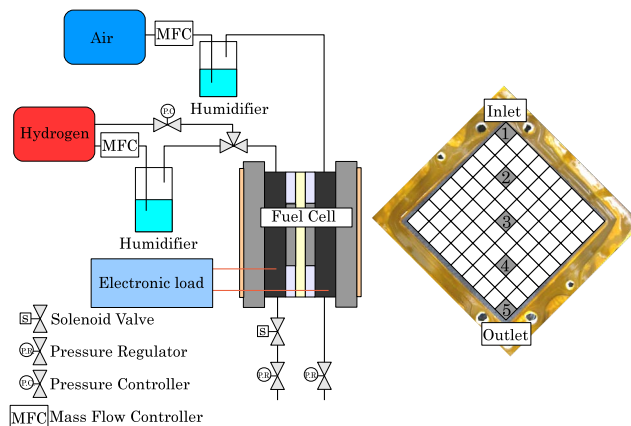 Air
MFC
Humidifier
P.C
Hydrogen
MFC
Humidifier
Fuel Cell
Electronic load
S
Solenoid Valve
P.R
Pressure Regulator
P.C
Pressure Controller
MFC
Mass Flow Controller
S
P.R
P.R
Inlet
1
2
3
4
5
Outlet